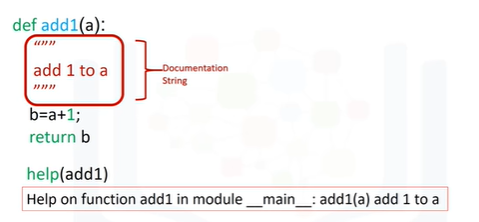 def add1(a):
“””
add 1 to a
“””
Documentation
String
b=a+1;
return b
help(add1)
Help on function add1 in module __main__: add1(a) add 1 to a